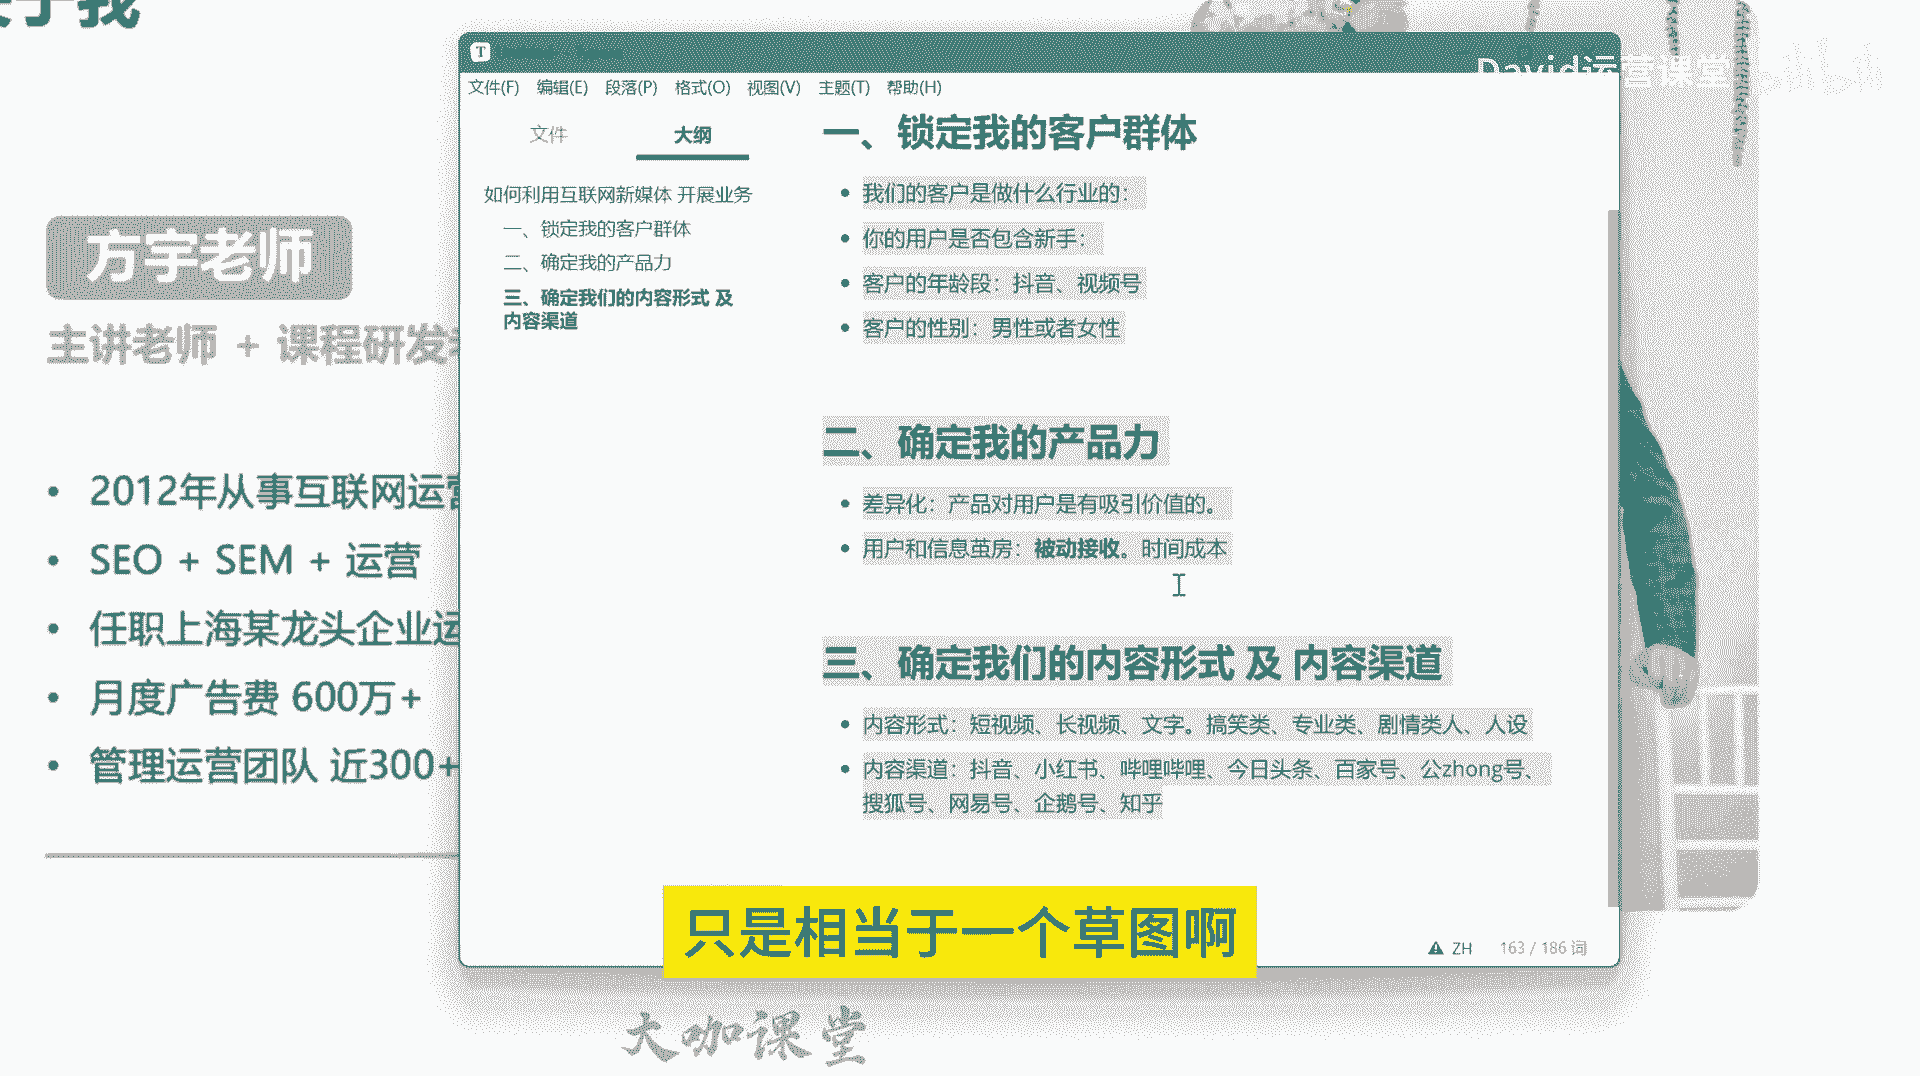 David运营课堂
T
文件(F) 编辑(E) 段落(P) 格式(O) 视图(V) 主题(T) 帮助(H)
文件 大纲
如何利用互联网新媒体 开展业务
一、锁定我的客户群体
二、确定我的产品力
三、确定我们的内容形式 及
内容渠道
一、锁定我的客户群体
我们的客户是做什么行业的：
你的用户是否包含新手：
客户的年龄段：抖音、视频号
客户的性别：男性或者女性
二、确定我的产品力
差异化：产品对用户是有吸引价值的。
用户和信息茧房：被动接收。时间成本
三、确定我们的内容形式 及 内容渠道
内容形式：短视频、长视频、文字。搞笑类、专业类、剧情类人、人设
内容渠道：抖音、小红书、哔哩哔哩、今日头条、百家号、公zhong号、
搜狐号、网易号、企鹅号、知乎
163 / 186 词
ZH
方宇老师
主讲老师 + 课程研发
2012年从事互联网运营
SEO + SEM + 运营
任职上海某龙头企业运
月度广告费 600万+
管理运营团队 近300+
只是相当于一个草图啊
大咖课堂